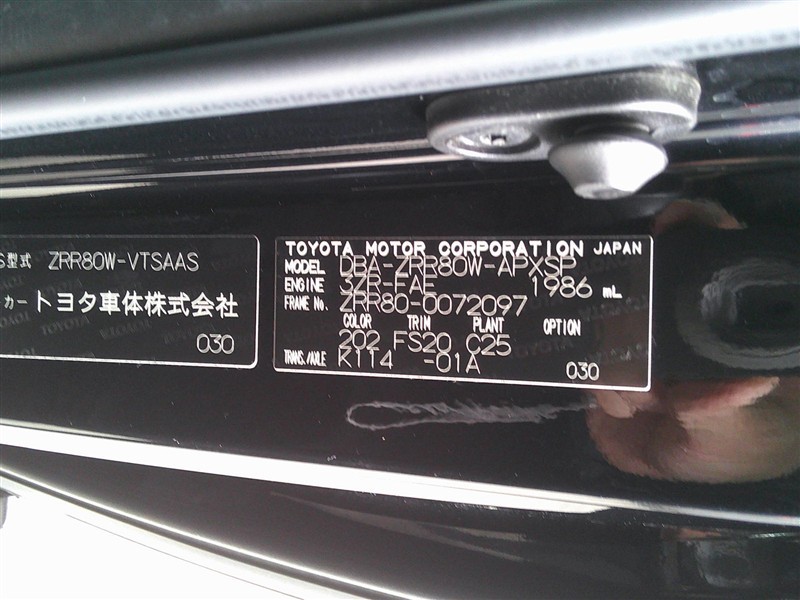 S型式 ZRR80W-VTSAAS
カー トヨタ車体株式会社
030
TOYOTA MOTOR CORPORATION JAPAN
MODEL DBA-ZRR80W-APXSP
ENGINE 3ZR-FAE 1986 mL
FRAME No. ZRR80-0072097
COLOR TRIM PLANT OPTION
202 FS20 C25
TRANS./AXLE K114 -01A
030